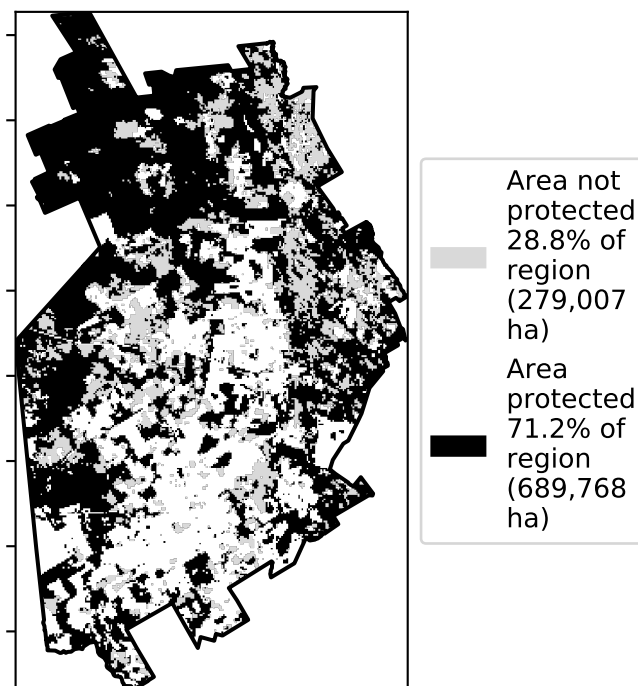 Area not
protected
28.8% of
region
(279,007
ha)
Area
protected
71.2% of
region
(689,768
ha)